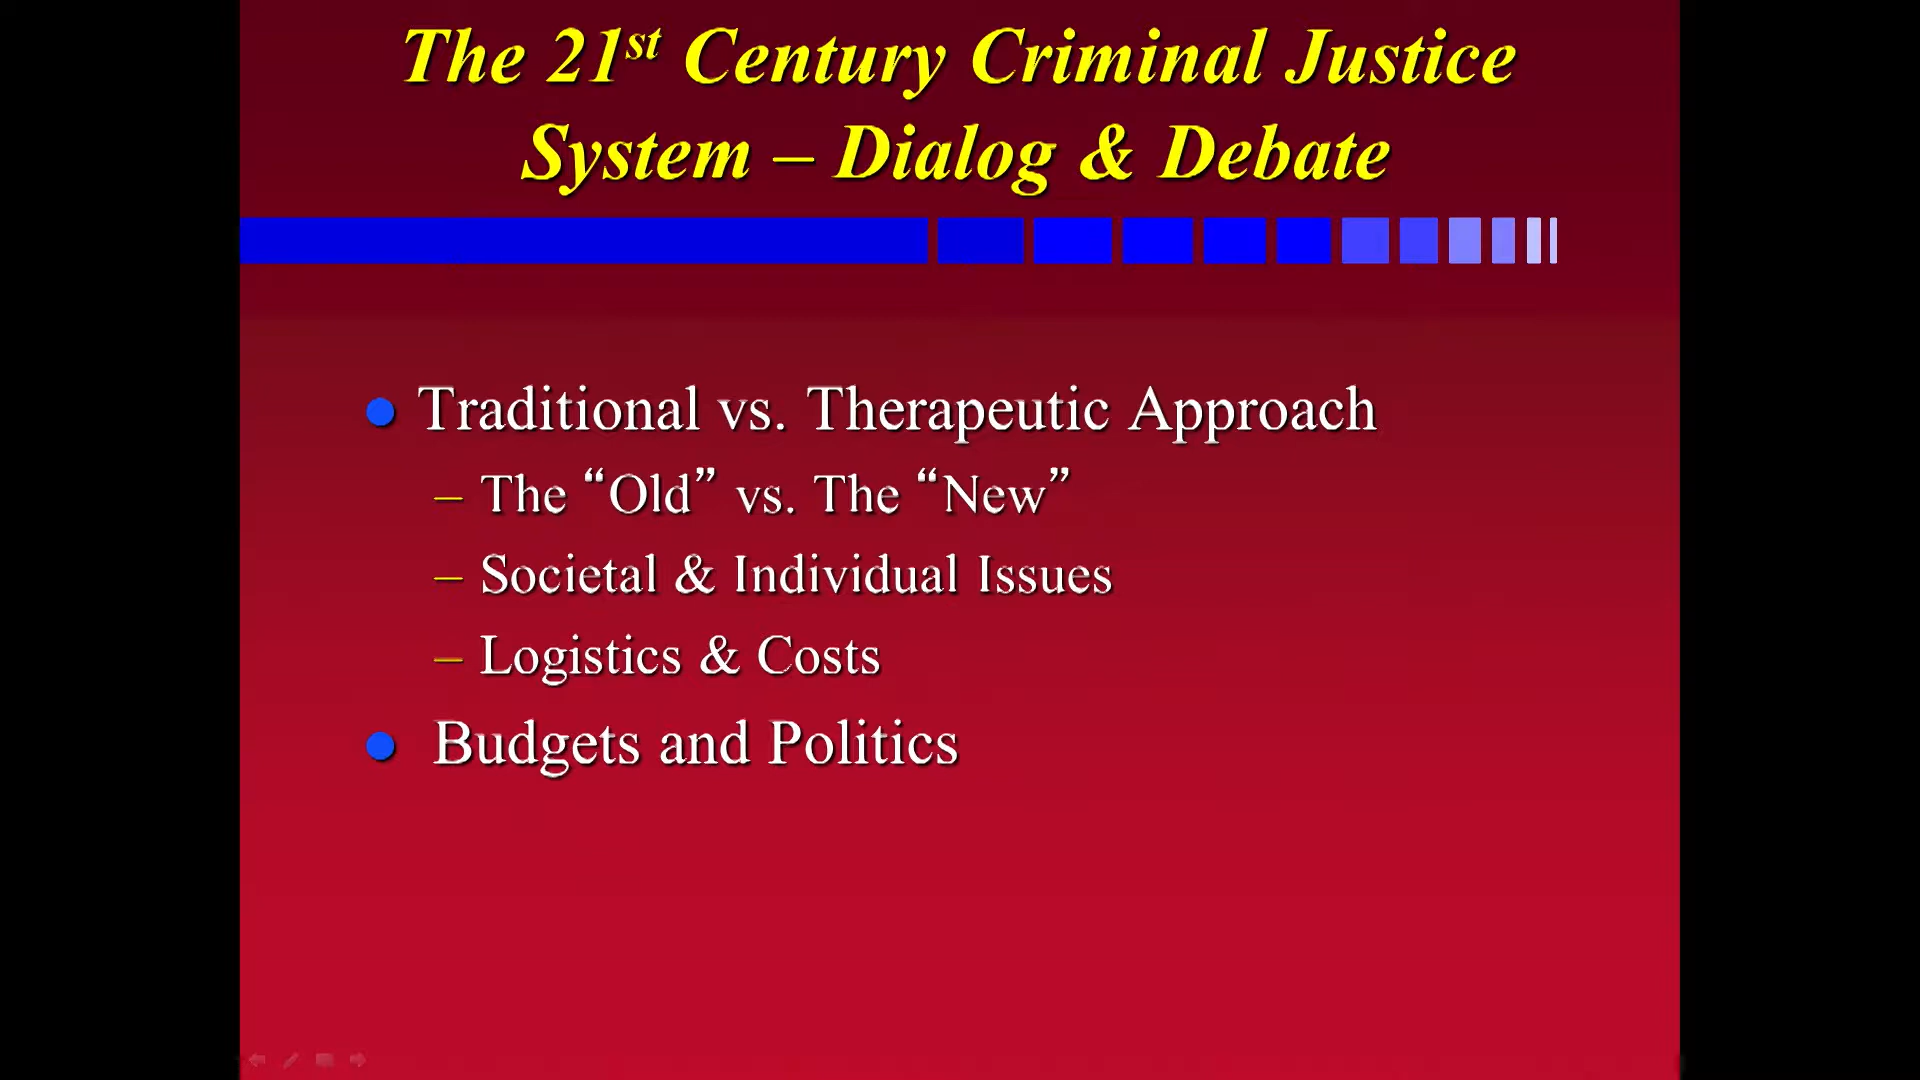 The 21st Century Criminal Justice
System – Dialog & Debate
• Traditional vs. Therapeutic Approach
– The “Old” vs. The “New”
– Societal & Individual Issues
– Logistics & Costs
• Budgets and Politics